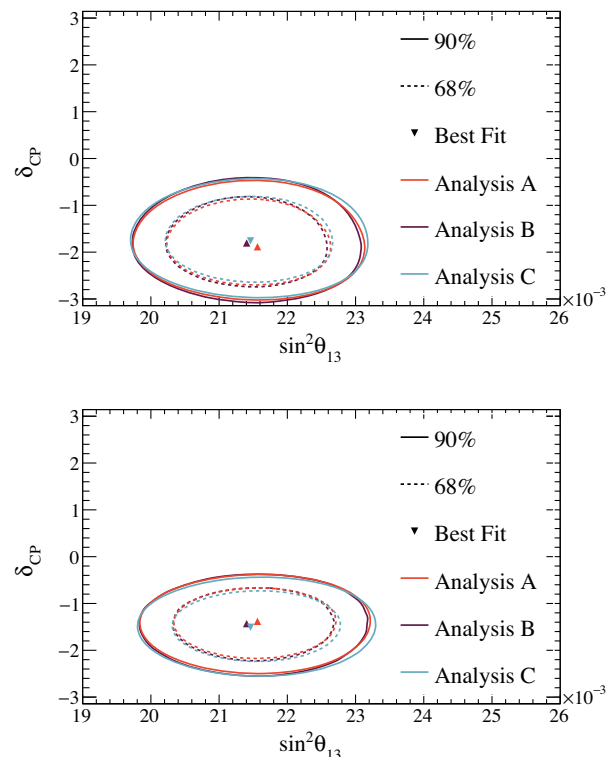 3
2
1
0
−1
−2
−3
δCP
90%
68%
Best Fit
Analysis A
Analysis B
Analysis C
×10−3
19 20 21 22 23 24 25 26
sin2θ13
3
2
1
0
−1
−2
−3
δCP
90%
68%
Best Fit
Analysis A
Analysis B
Analysis C
×10−3
19 20 21 22 23 24 25 26
sin2θ13